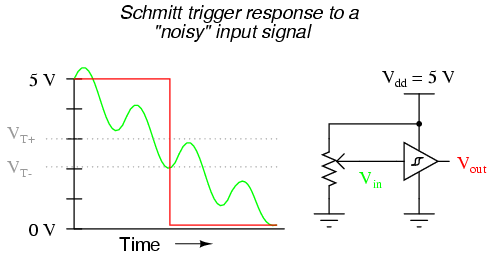 Schmitt trigger response to a
"noisy" input signal
5 V
VT+
VT-
0 V
Time
Vdd = 5 V
Vin
Vout